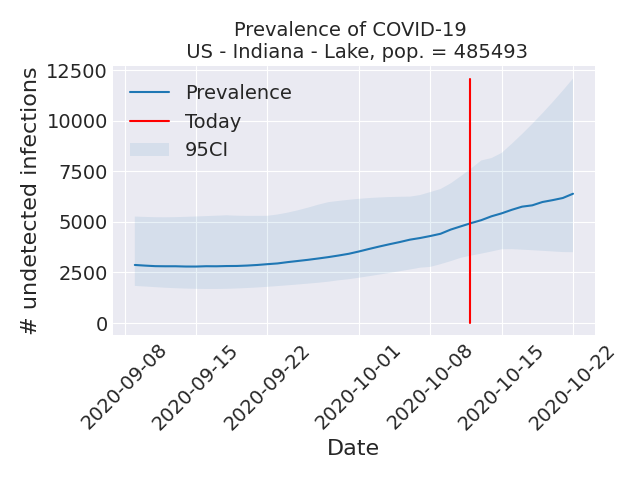 Prevalence of COVID-19
US - Indiana - Lake, pop. = 485493
# undetected infections
12500
10000
7500
5000
2500
0
Prevalence
Today
95CI
2020-09-08
2020-09-15
2020-09-22
2020-10-01
2020-10-08
2020-10-15
2020-10-22
Date